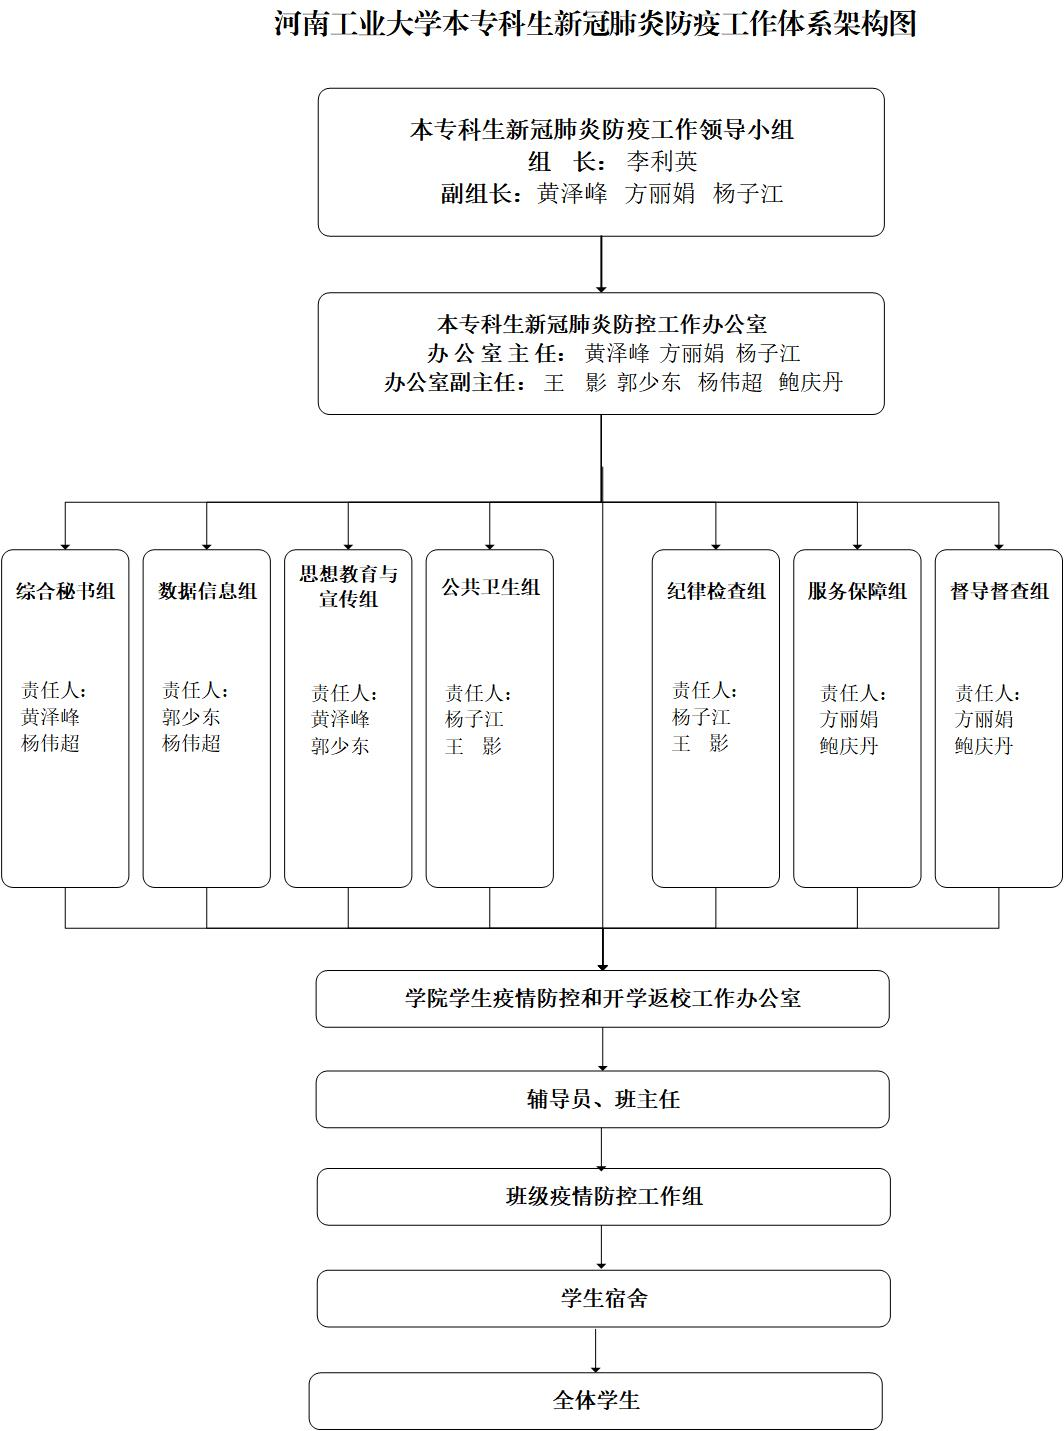 河南工业大学本专科生新冠肺炎防疫工作体系架构图
本专科生新冠肺炎防疫工作领导小组
组 长： 李利英
副组长：黄泽峰 方丽娟 杨子江
本专科生新冠肺炎防控工作办公室
办公室主任： 黄泽峰 方丽娟 杨子江
办公室副主任： 王 影 郭少东 杨伟超 鲍庆丹
综合秘书组
责任人：
黄泽峰
杨伟超
数据信息组
责任人：
郭少东
杨伟超
思想教育与
宣传组
责任人：
黄泽峰
郭少东
公共卫生组
责任人：
杨子江
王 影
纪律检查组
责任人：
杨子江
王 影
服务保障组
责任人：
方丽娟
鲍庆丹
督导督查组
责任人：
方丽娟
鲍庆丹
学院学生疫情防控和开学返校工作办公室
辅导员、班主任
班级疫情防控工作组
学生宿舍
全体学生